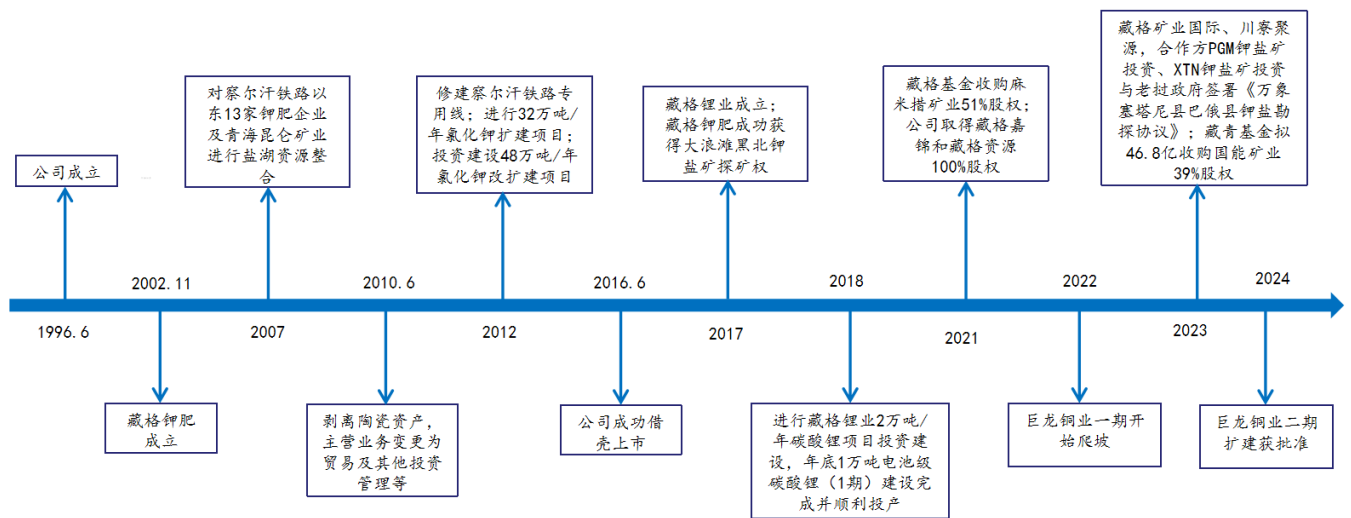 公司成立
对察尔汗铁路以
东13家钾肥企业
及青海昆仑矿业
进行盐湖资源整
合
修建察尔汗铁路专
用线；进行32万吨/
年氯化钾扩建项目；
投资建设48万吨/年
氯化钾改扩建项目
藏格锂业成立；
藏格钾肥成功获
得大浪滩黑北钾
盐矿探矿权
藏格基金收购麻
米措矿业51%股权；
公司取得藏格嘉
锦和藏格资源
100%股权
藏格矿业国际、川寮聚
源，合作方PGM钾盐矿
投资、XTN钾盐矿投资
与老挝政府签署《万象
塞塔尼县巴俄县钾盐勘
探协议》；藏青基金拟
46.8亿收购国能矿业
39%股权
2002.11
2010.6
2016.6
2018
2022
2024
1996.6
2007
2012
2017
2021
2023
藏格钾肥
成立
剥离陶瓷资产，
主营业务变更为
贸易及其他投资
管理等
公司成功借
壳上市
进行藏格锂业2万吨/
年碳酸锂项目投资建
设，年底1万吨电池级
碳酸锂（1期）建设完
成并顺利投产
巨龙铜业一期开
始爬坡
巨龙铜业二期
扩建获批准